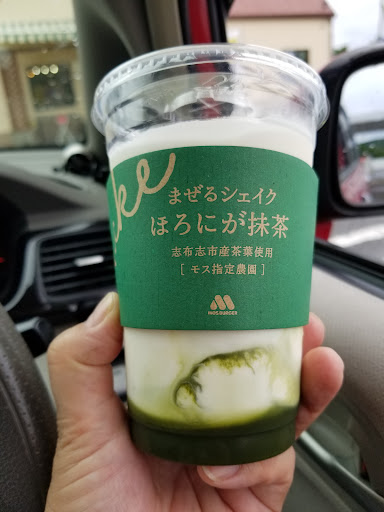 ke
まぜるシェイク
ほろにが抹茶
志布志市産茶葉使用
[ モス指定農園 ]
MOS BURGER